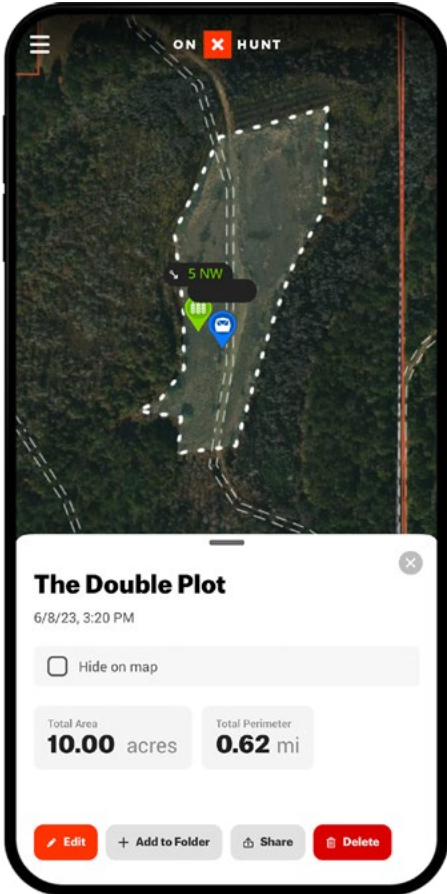 ON X HUNT
5 NW
The Double Plot
6/8/23, 3:20 PM
Hide on map
Total Area
10.00 acres
Total Perimeter
0.62 mi
Edit
+ Add to Folder
Share
Delete